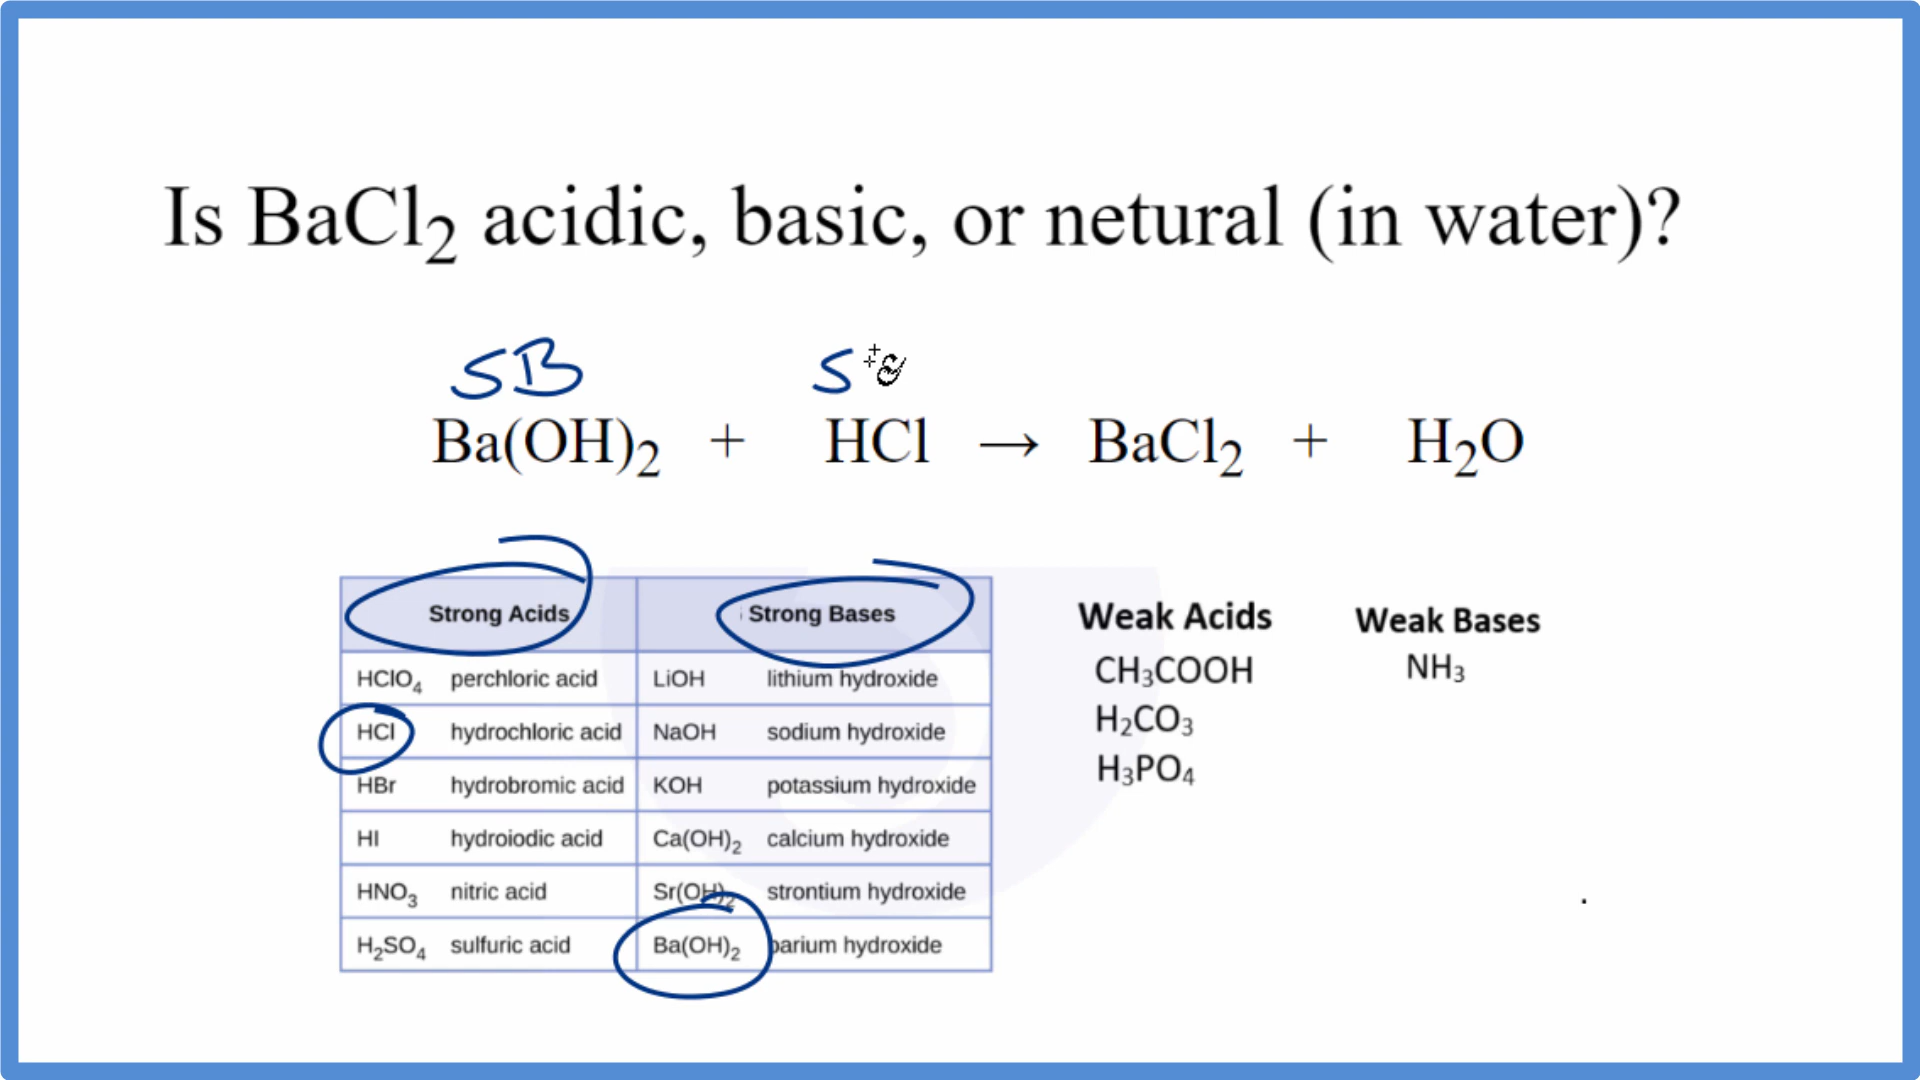 Is BaCl₂ acidic, basic, or netural (in water)?
SB S
Ba(OH)₂ + HCl → BaCl₂ + H₂O
Strong Acids Strong Bases
HClO₄ perchloric acid LiOH lithium hydroxide
HCl hydrochloric acid NaOH sodium hydroxide
HBr hydrobromic acid KOH potassium hydroxide
HI hydroiodic acid Ca(OH)₂ calcium hydroxide
HNO₃ nitric acid Sr(OH)₂ strontium hydroxide
H₂SO₄ sulfuric acid Ba(OH)₂ barium hydroxide
Weak Acids Weak Bases
CH₃COOH NH₃
H₂CO₃
H₃PO₄